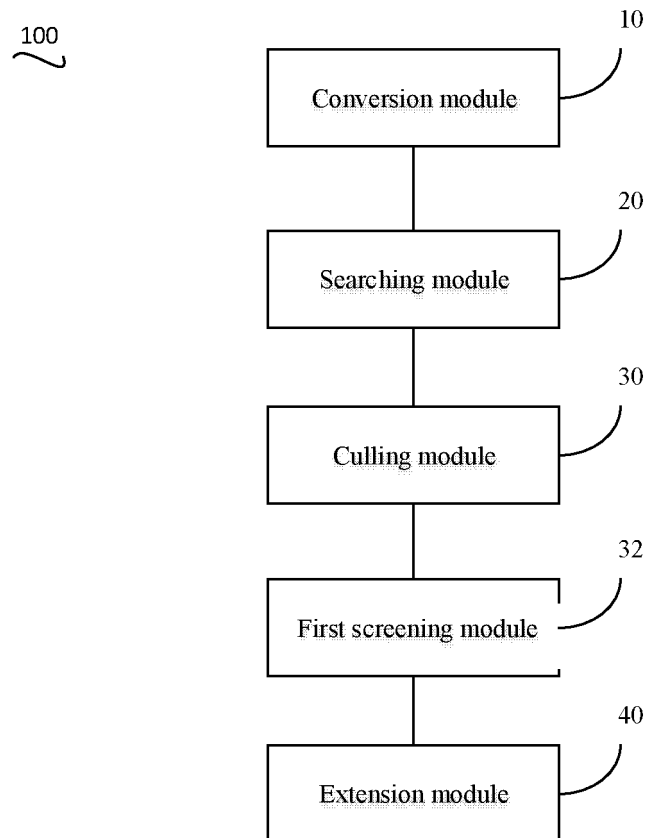 100
10
Conversion module
20
Searching module
30
Culling module
32
First screening module
40
Extension module